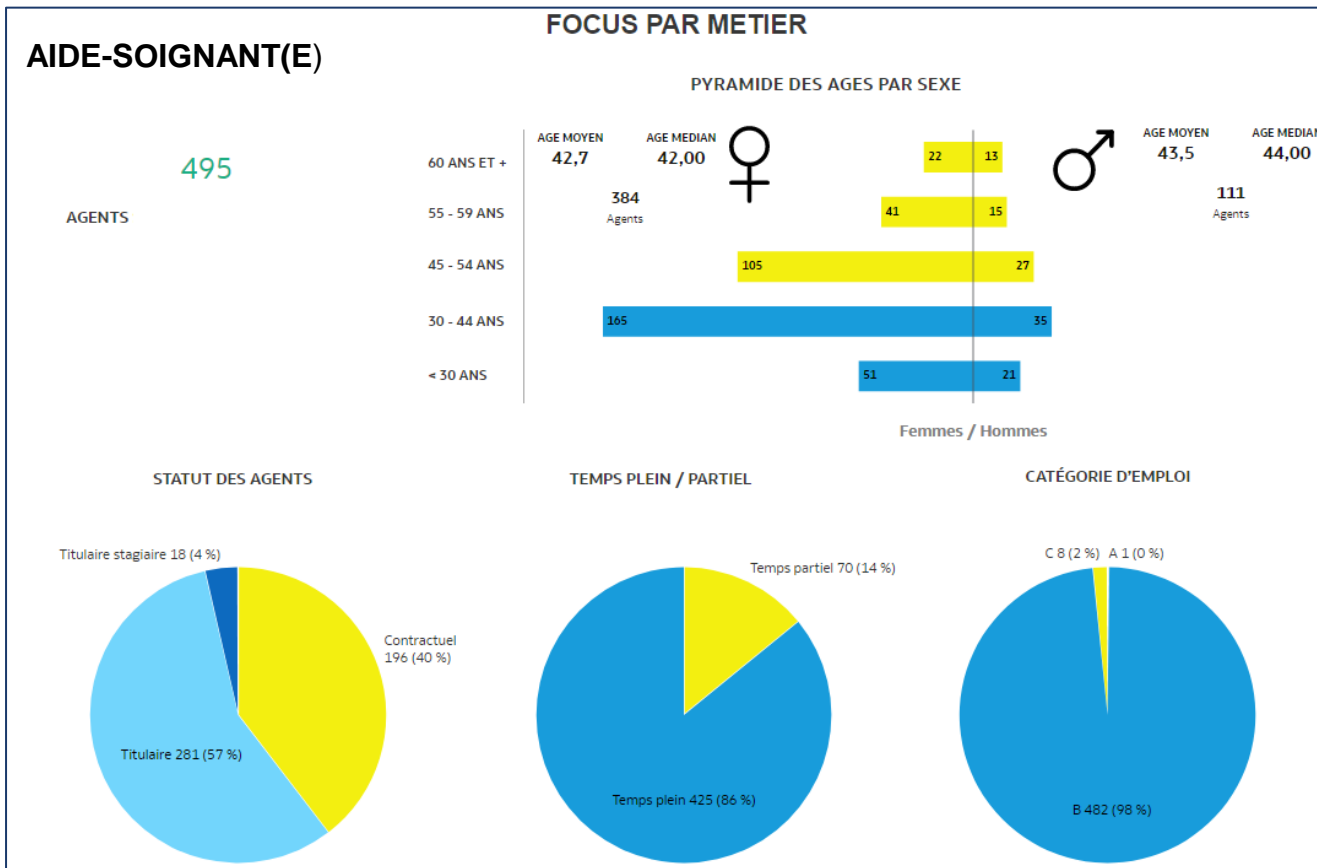 FOCUS PAR METIER
AIDE-SOIGNANT(E)
PYRAMIDE DES AGES PAR SEXE
495
AGENTS
AGE MOYEN
42,7
AGE MEDIAN
42,00
384
Agents
AGE MOYEN
43,5
AGE MEDIAN
44,00
111
Agents
60 ANS ET + 22 13
55 - 59 ANS 41 15
45 - 54 ANS 105 27
30 - 44 ANS 165 35
< 30 ANS 51 21
Femmes / Hommes
STATUT DES AGENTS
Titulaire stagiaire 18 (4 %)
Contractuel
196 (40 %)
Titulaire 281 (57 %)
TEMPS PLEIN / PARTIEL
Temps partiel 70 (14 %)
Temps plein 425 (86 %)
CATÉGORIE D'EMPLOI
C 8 (2 %) A 1 (0 %)
B 482 (98 %)